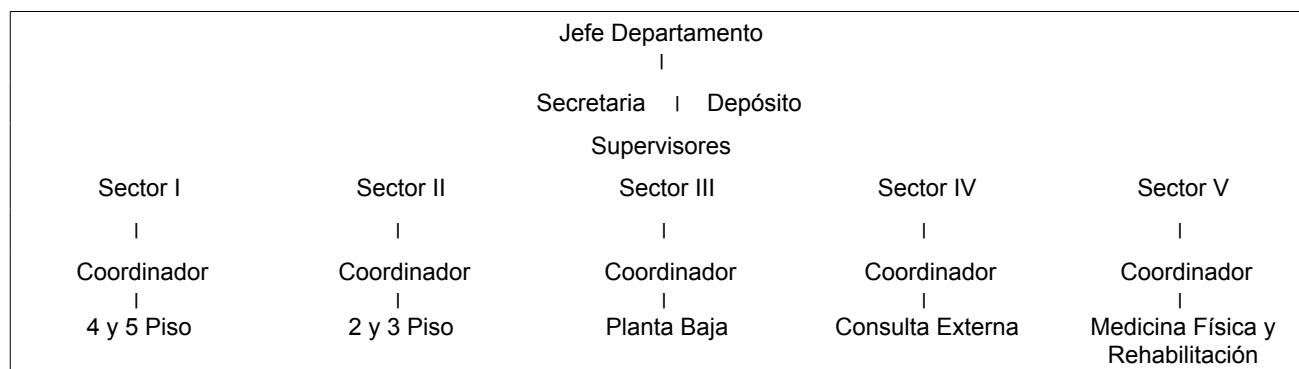 Jefe Departamento
Secretaria Depósito
Supervisores
Sector I Sector II Sector III Sector IV Sector V
Coordinador Coordinador Coordinador Coordinador Coordinador
4 y 5 Piso 2 y 3 Piso Planta Baja Consulta Externa Medicina Física y
Rehabilitación